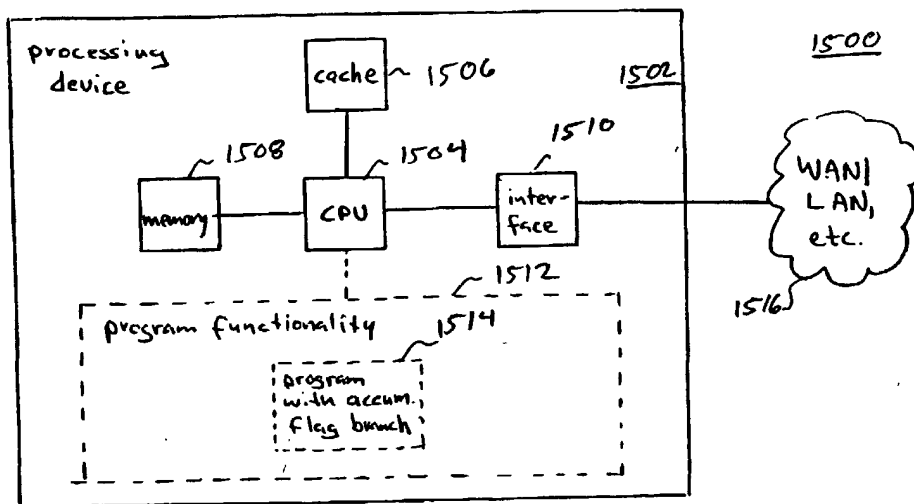 processing
device
1500
1502
cache
1506
1508
1504
1510
memory
CPU
inter-
face
WAN/
LAN,
etc.
1516
1512
program functionality
1514
program
with accum.
flag branch